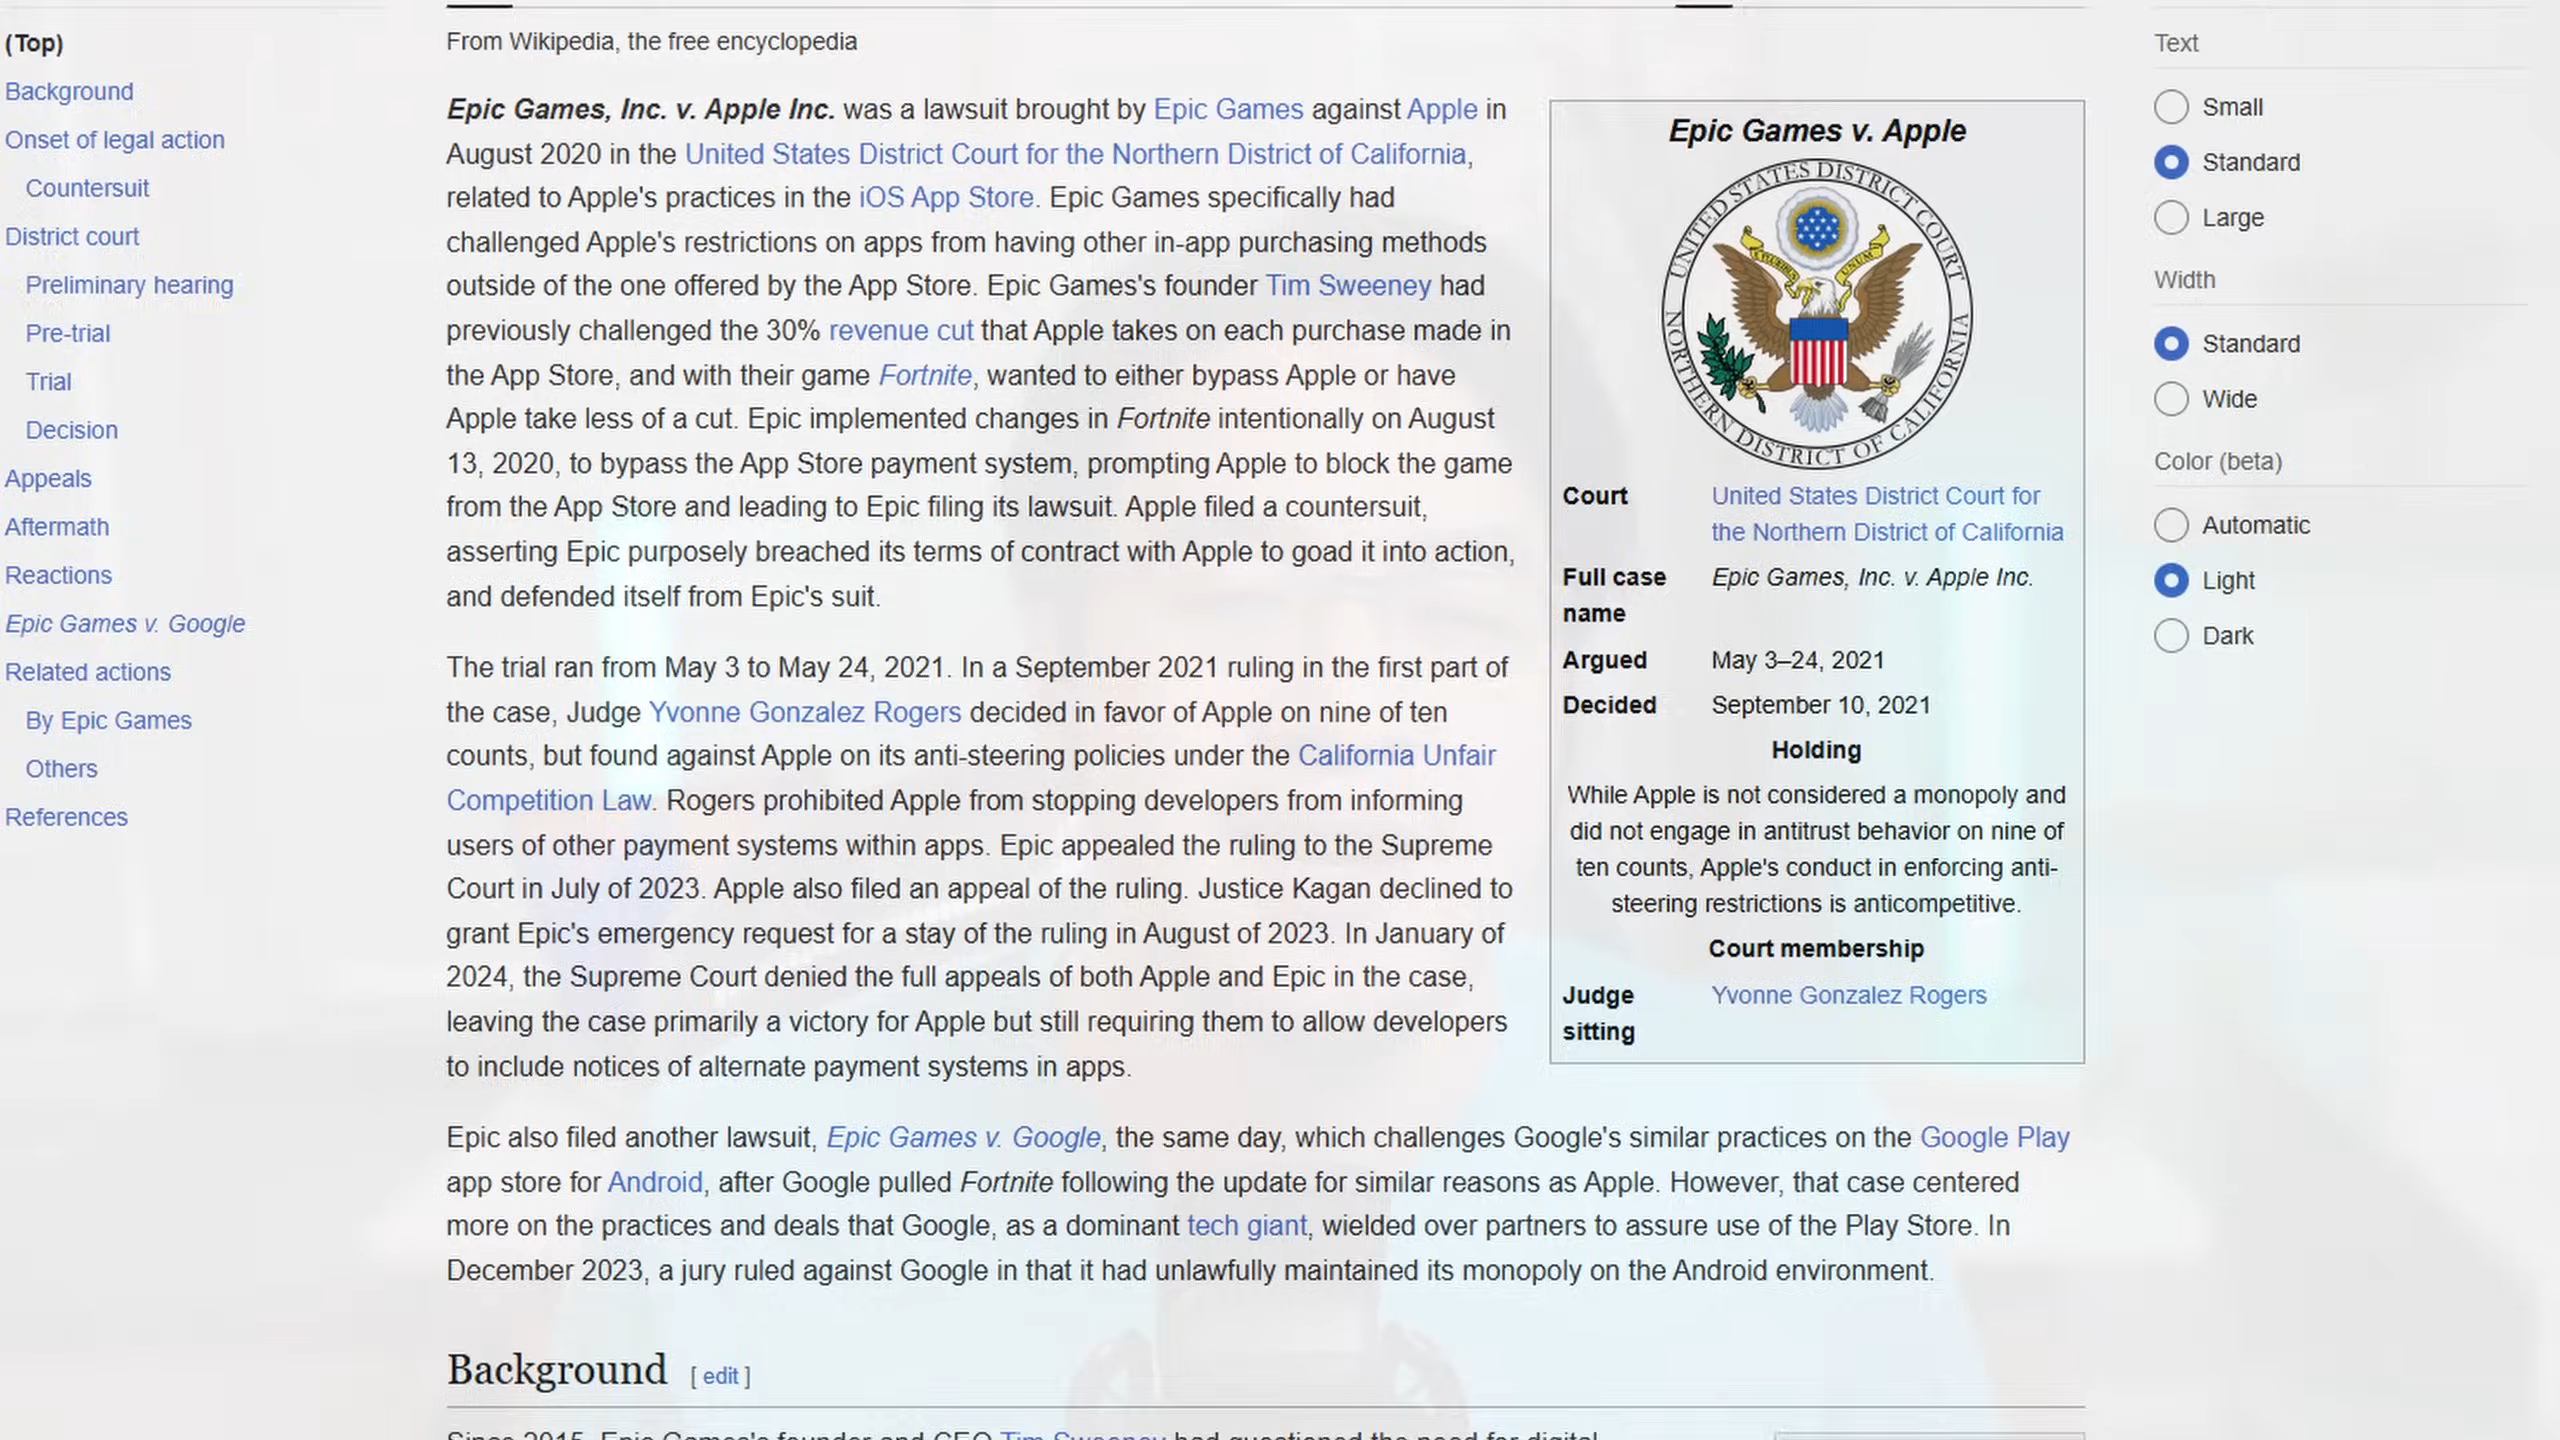 (Top)
Background
Onset of legal action
Countersuit
District court
Preliminary hearing
Pre-trial
Trial
Decision
Appeals
Aftermath
Reactions
Epic Games v. Google
Related actions
By Epic Games
Others
References
From Wikipedia, the free encyclopedia
Epic Games, Inc. v. Apple Inc. was a lawsuit brought by Epic Games against Apple in
August 2020 in the United States District Court for the Northern District of California,
related to Apple's practices in the iOS App Store. Epic Games specifically had
challenged Apple's restrictions on apps from having other in-app purchasing methods
outside of the one offered by the App Store. Epic Games's founder Tim Sweeney had
previously challenged the 30% revenue cut that Apple takes on each purchase made in
the App Store, and with their game Fortnite, wanted to either bypass Apple or have
Apple take less of a cut. Epic implemented changes in Fortnite intentionally on August
13, 2020, to bypass the App Store payment system, prompting Apple to block the game
from the App Store and leading to Epic filing its lawsuit. Apple filed a countersuit,
asserting Epic purposely breached its terms of contract with Apple to goad it into action,
and defended itself from Epic's suit.
The trial ran from May 3 to May 24, 2021. In a September 2021 ruling in the first part of
the case, Judge Yvonne Gonzalez Rogers decided in favor of Apple on nine of ten
counts, but found against Apple on its anti-steering policies under the California Unfair
Competition Law. Rogers prohibited Apple from stopping developers from informing
users of other payment systems within apps. Epic appealed the ruling to the Supreme
Court in July of 2023. Apple also filed an appeal of the ruling. Justice Kagan declined to
grant Epic's emergency request for a stay of the ruling in August of 2023. In January of
2024, the Supreme Court denied the full appeals of both Apple and Epic in the case,
leaving the case primarily a victory for Apple but still requiring them to allow developers
to include notices of alternate payment systems in apps.
Epic also filed another lawsuit, Epic Games v. Google, the same day, which challenges Google's similar practices on the Google Play
app store for Android, after Google pulled Fortnite following the update for similar reasons as Apple. However, that case centered
more on the practices and deals that Google, as a dominant tech giant, wielded over partners to assure use of the Play Store. In
December 2023, a jury ruled against Google in that it had unlawfully maintained its monopoly on the Android environment.
Background [ edit ]
Since 2015, Epic Games's founder and CEO Tim Sweeney had questioned the need for digital
Epic Games v. Apple
UNITED STATES DISTRICT COURT
E PLURIBUS UNUM
NORTHERN DISTRICT OF CALIFORNIA
Court United States District Court for
the Northern District of California
Full case Epic Games, Inc. v. Apple Inc.
name
Argued May 3–24, 2021
Decided September 10, 2021
Holding
While Apple is not considered a monopoly and
did not engage in antitrust behavior on nine of
ten counts, Apple's conduct in enforcing anti-
steering restrictions is anticompetitive.
Court membership
Judge Yvonne Gonzalez Rogers
sitting
Text
Small
Standard
Large
Width
Standard
Wide
Color (beta)
Automatic
Light
Dark